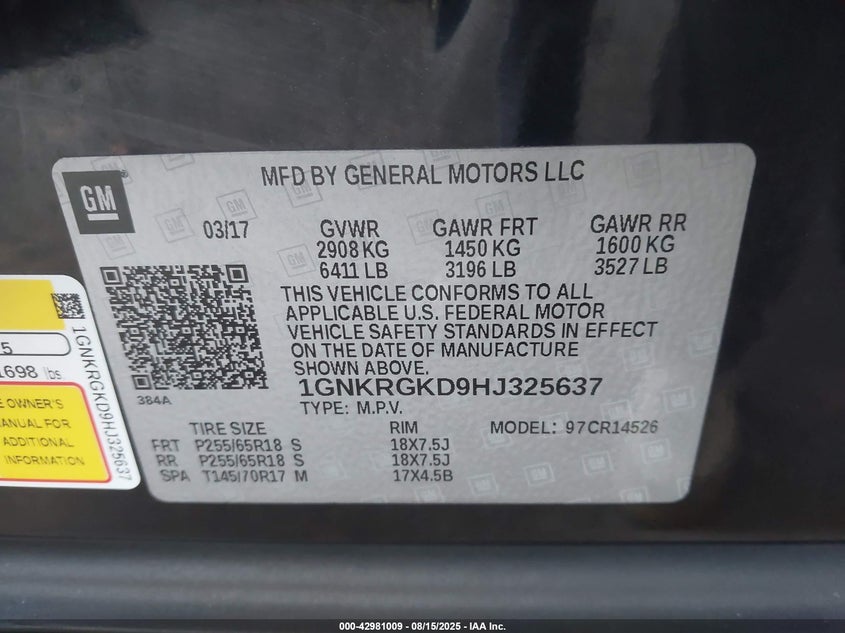 MFD BY GENERAL MOTORS LLC
GM
03/17
GVWR GAWR FRT GAWR RR
2908 KG 1450 KG 1600 KG
6411 LB 3196 LB 3527 LB
THIS VEHICLE CONFORMS TO ALL
APPLICABLE U.S. FEDERAL MOTOR
VEHICLE SAFETY STANDARDS IN EFFECT
ON THE DATE OF MANUFACTURE
SHOWN ABOVE.
384A
1GNKRGKD9HJ325637
TYPE: M.P.V.
TIRE SIZE RIM MODEL: 97CR14526
FRT P255/65R18 S 18X7.5J
RR P255/65R18 S 18X7.5J
SPA T145/70R17 M 17X4.5B
5
1698 lbs.
OWNER'S
MANUAL FOR
ADDITIONAL
INFORMATION
1GNKRGKD9HJ325637
000-42981009 - 08/15/2025 - IAA Inc.